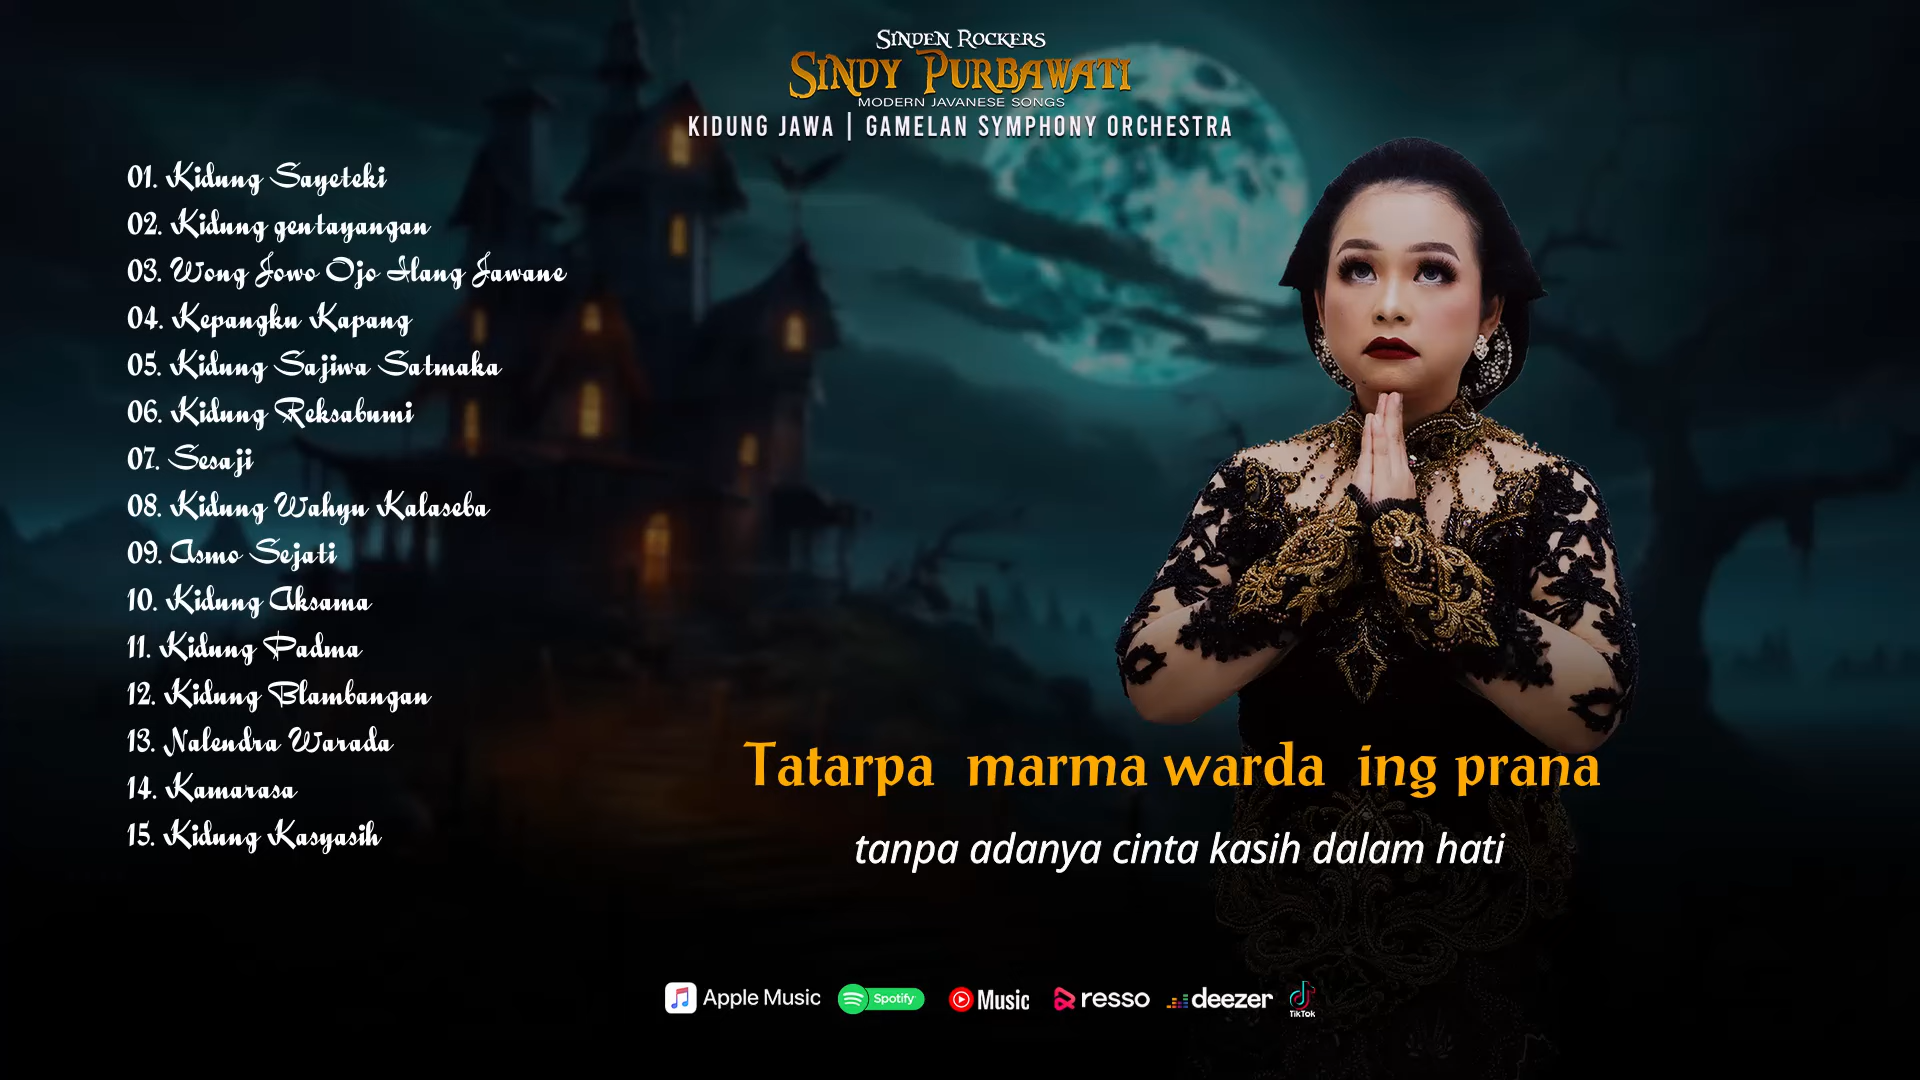 SINDEN ROCKERS
SINDY PURBAWATI
MODERN JAVANESE SONGS
KIDUNG JAWA | GAMELAN SYMPHONY ORCHESTRA
01. Kidung Sayeteki
02. Kidung gentayangan
03. Wong Jowo Ojo Ilang Jawane
04. Kepangku Kapang
05. Kidung Sajiwa Satmaka
06. Kidung Reksabumi
07. Sesaji
08. Kidung Wahyu Kalaseba
09. Asmo Sejati
10. Kidung Aksama
11. Kidung Padma
12. Kidung Blambangan
13. Nalendra Warada
14. Kamarasa
15. Kidung Kasyasih
Tatarpa marma warda ing prana
tanpa adanya cinta kasih dalam hati
Apple Music Spotify Music resso deezer TikTok